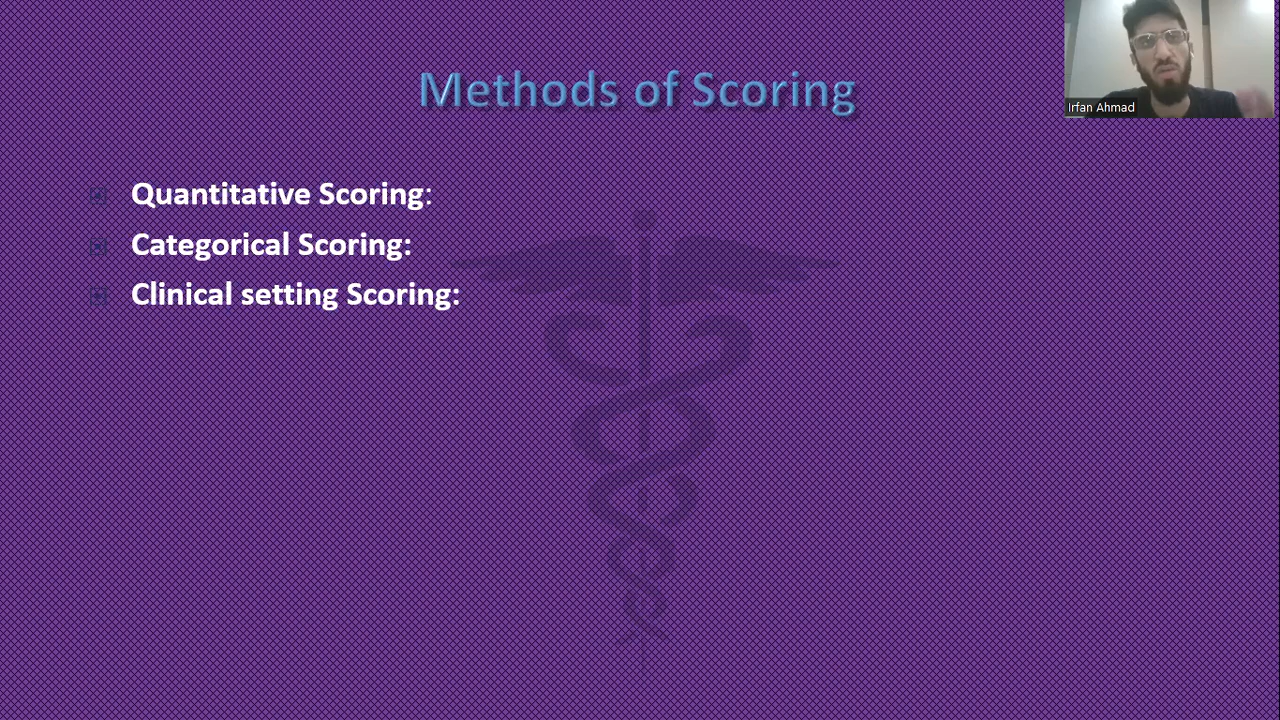 Methods of Scoring
Irfan Ahmad
Quantitative Scoring:
Categorical Scoring:
Clinical setting Scoring: